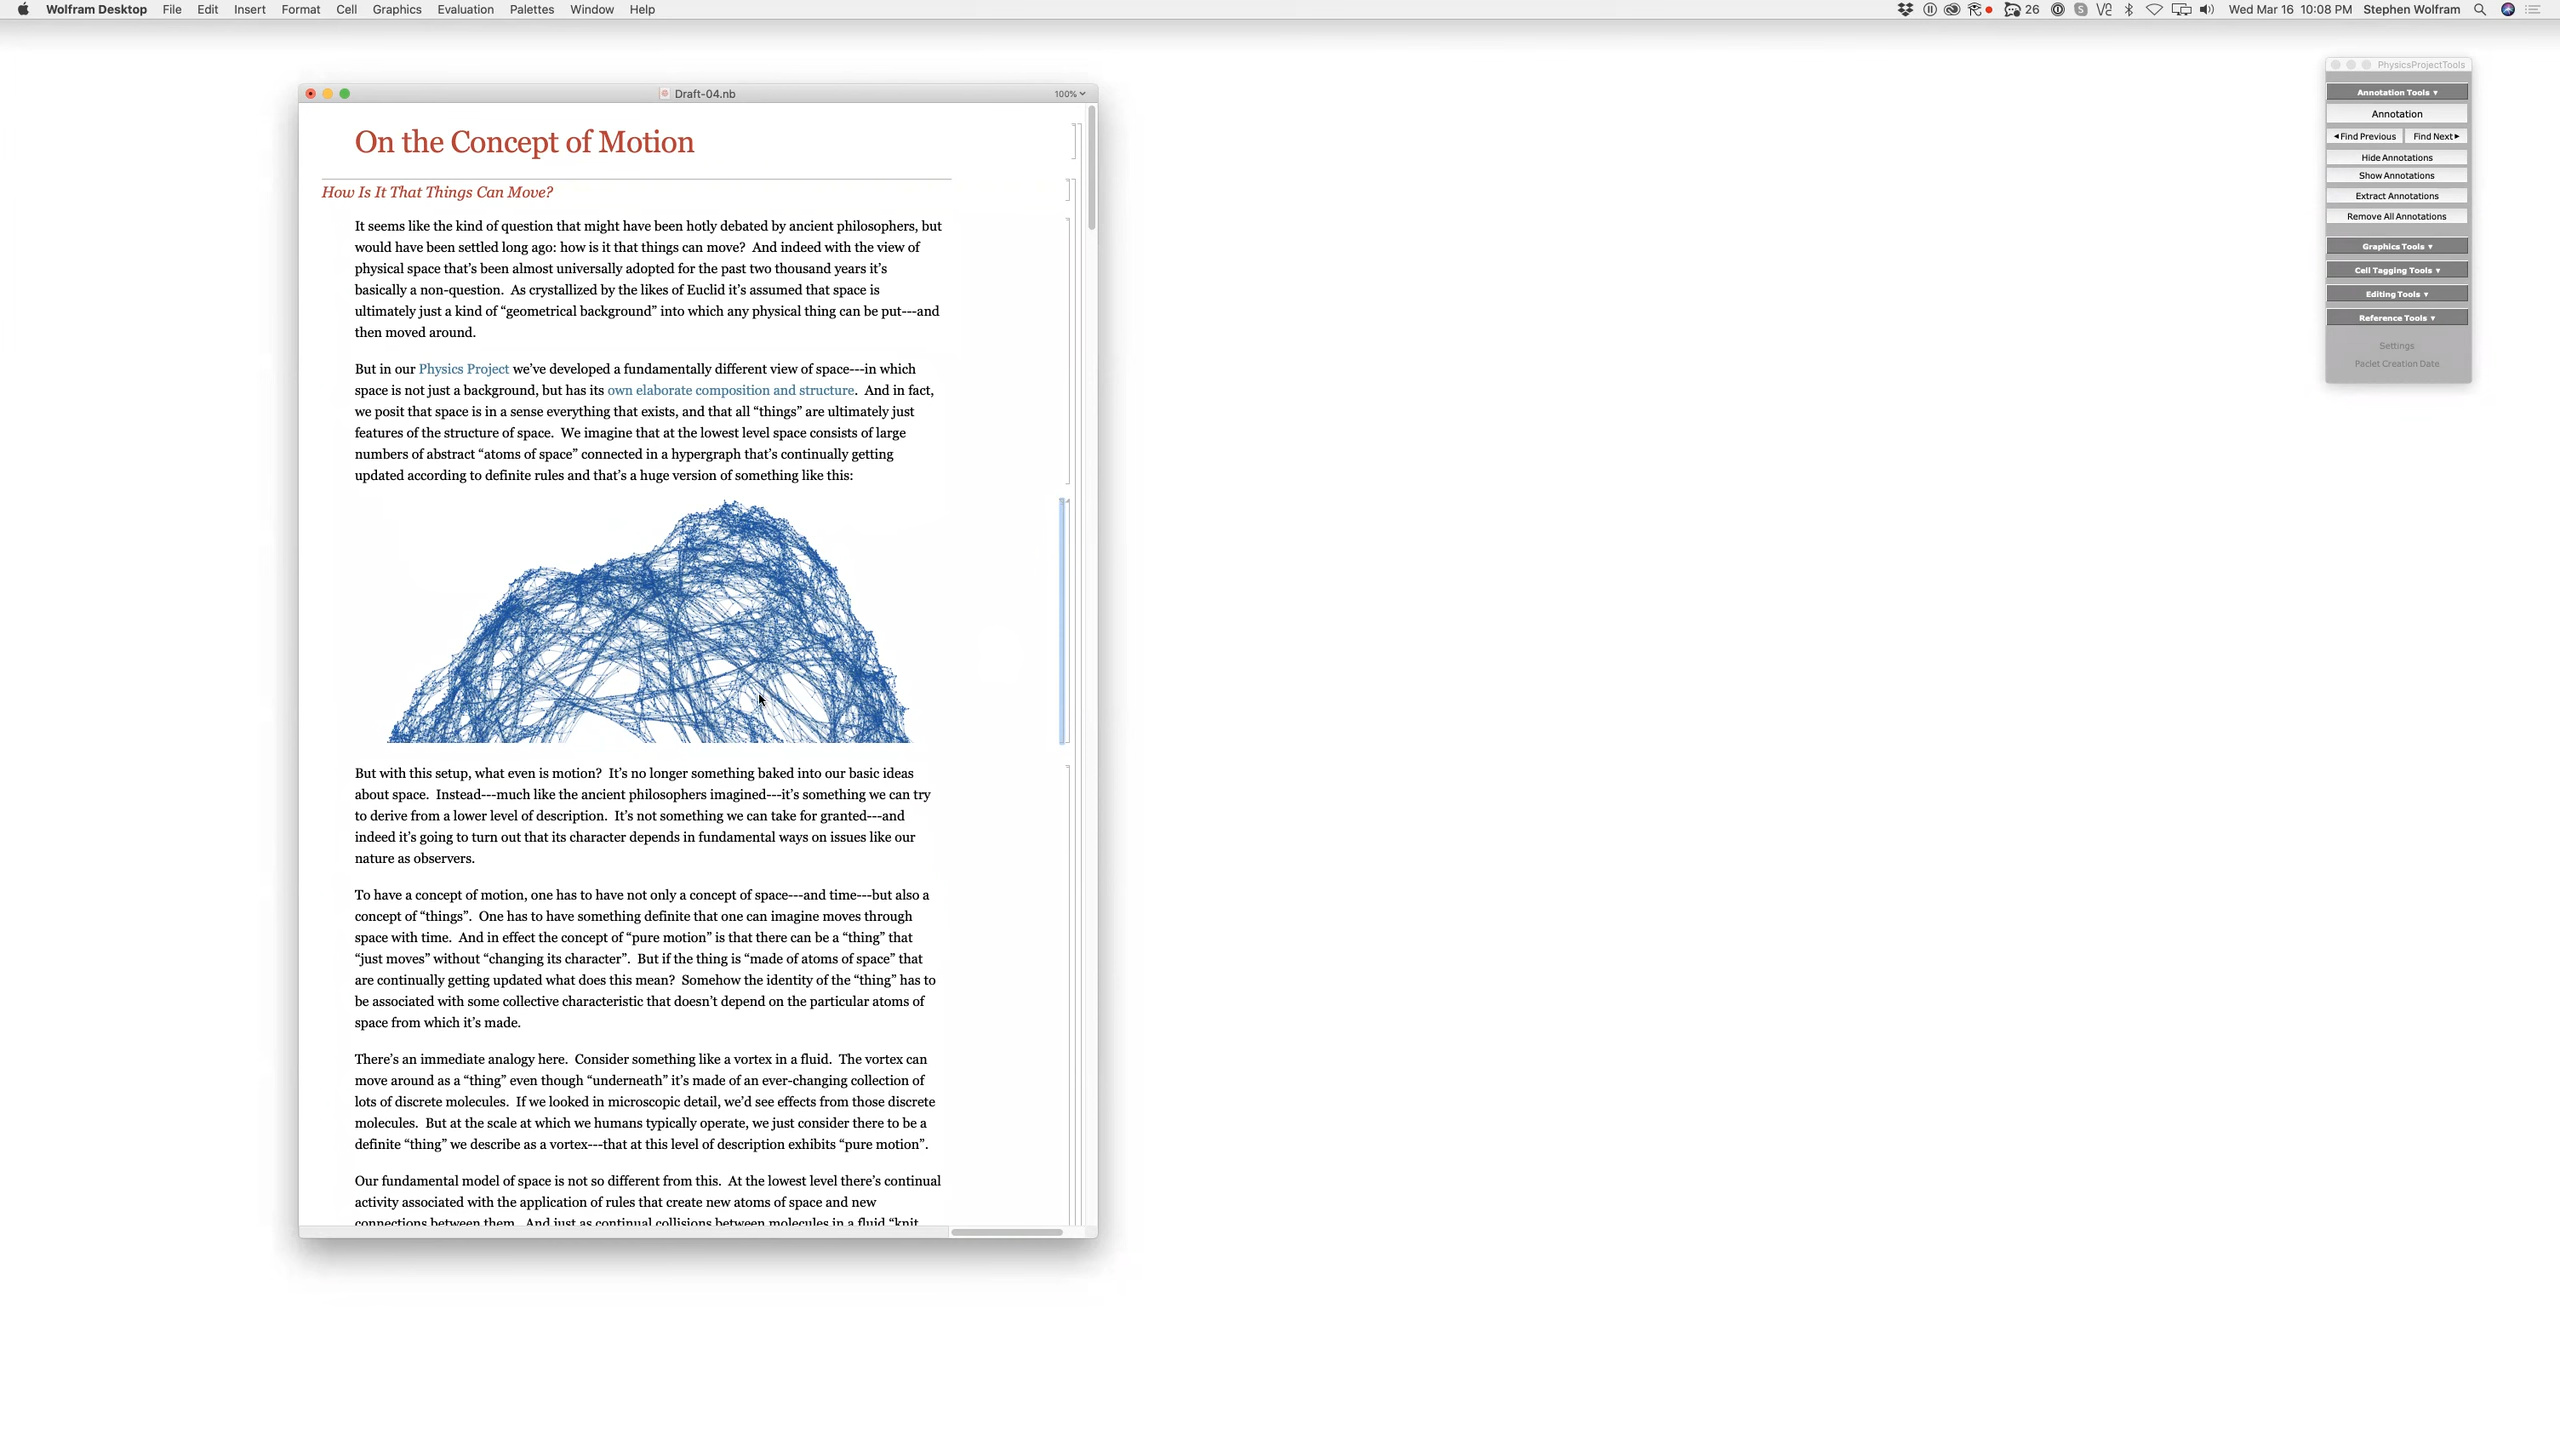 Wolfram Desktop File Edit Insert Format Cell Graphics Evaluation Palettes Window Help 26 Wed Mar 16 10:08 PM Stephen Wolfram
Draft-04.nb 100%
On the Concept of Motion
How Is It That Things Can Move?
It seems like the kind of question that might have been hotly debated by ancient philosophers, but
would have been settled long ago: how is it that things can move?  And indeed with the view of
physical space that’s been almost universally adopted for the past two thousand years it’s
basically a non-question.  As crystallized by the likes of Euclid it’s assumed that space is
ultimately just a kind of “geometrical background” into which any physical thing can be put---and
then moved around.
But in our Physics Project we’ve developed a fundamentally different view of space---in which
space is not just a background, but has its own elaborate composition and structure.  And in fact,
we posit that space is in a sense everything that exists, and that all “things” are ultimately just
features of the structure of space.  We imagine that at the lowest level space consists of large
numbers of abstract “atoms of space” connected in a hypergraph that’s continually getting
updated according to definite rules and that’s a huge version of something like this:
But with this setup, what even is motion?  It’s no longer something baked into our basic ideas
about space.  Instead---much like the ancient philosophers imagined---it’s something we can try
to derive from a lower level of description.  It’s not something we can take for granted---and
indeed it’s going to turn out that its character depends in fundamental ways on issues like our
nature as observers.
To have a concept of motion, one has to have not only a concept of space---and time---but also a
concept of “things”.  One has to have something definite that one can imagine moves through
space with time.  And in effect the concept of “pure motion” is that there can be a “thing” that
“just moves” without “changing its character”.  But if the thing is “made of atoms of space” that
are continually getting updated what does this mean?  Somehow the identity of the “thing” has to
be associated with some collective characteristic that doesn’t depend on the particular atoms of
space from which it’s made.
There’s an immediate analogy here.  Consider something like a vortex in a fluid.  The vortex can
move around as a “thing” even though “underneath” it’s made of an ever-changing collection of
lots of discrete molecules.  If we looked in microscopic detail, we’d see effects from those discrete
molecules.  But at the scale at which we humans typically operate, we just consider there to be a
definite “thing” we describe as a vortex---that at this level of description exhibits “pure motion”.
Our fundamental model of space is not so different from this.  At the lowest level there’s continual
activity associated with the application of rules that create new atoms of space and new
connections between them.  And just as continual collisions between molecules in a fluid “knit
PhysicsProjectTools
Annotation Tools
Annotation
Find Previous Find Next
Hide Annotations
Show Annotations
Extract Annotations
Remove All Annotations
Graphics Tools
Cell Tagging Tools
Editing Tools
Reference Tools
Settings
Paclet Creation Date